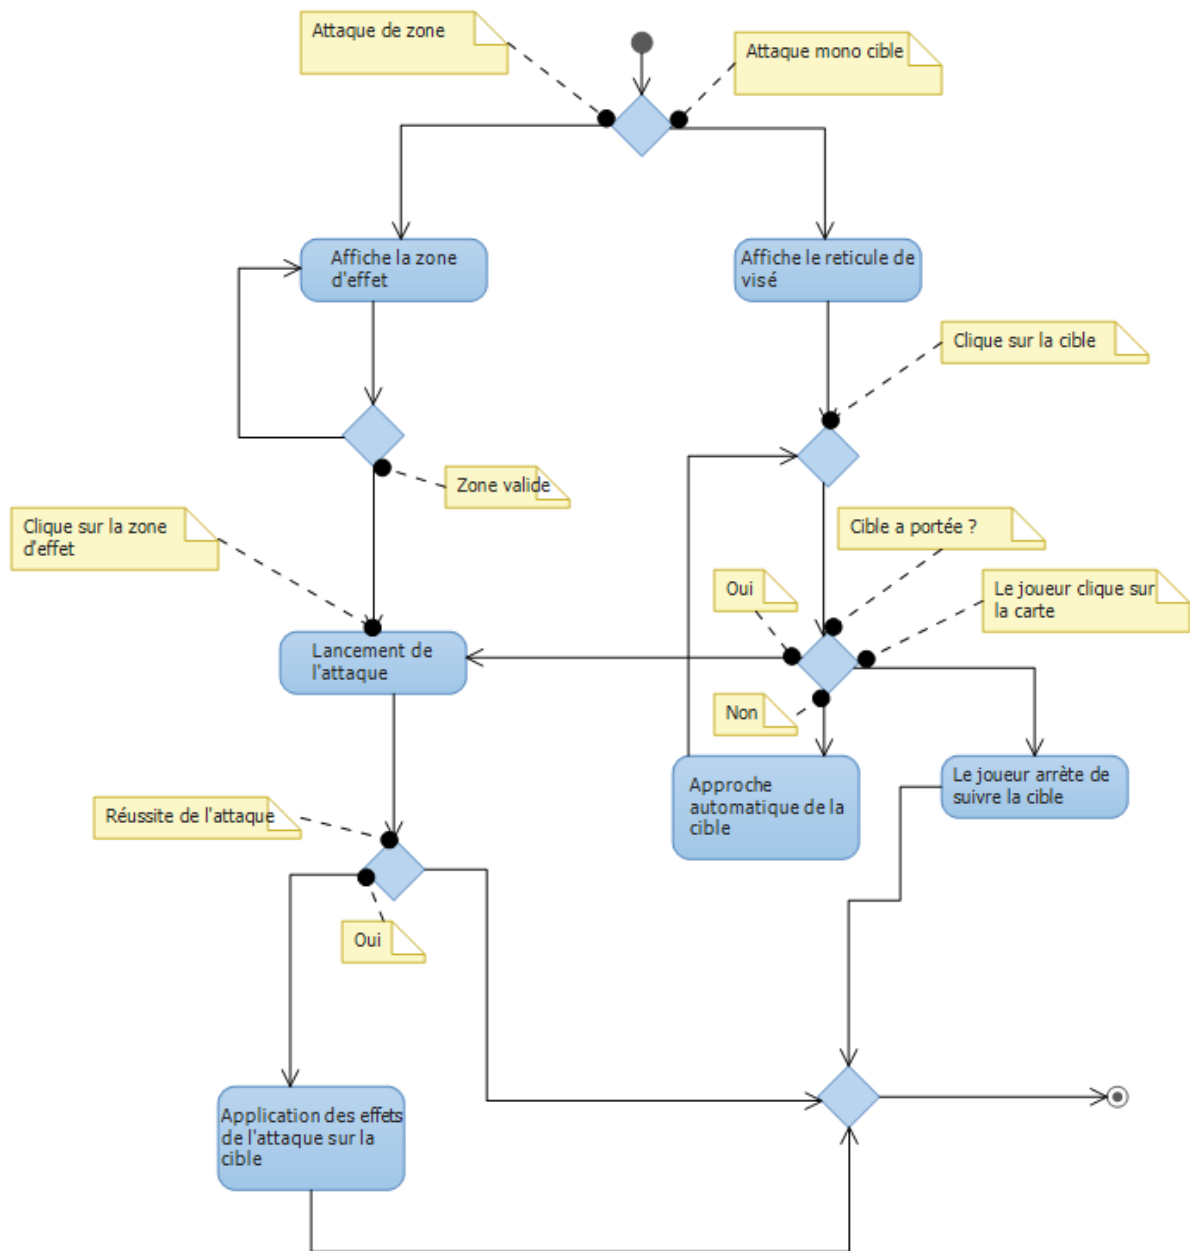 Attaque de zone
Attaque mono cible
Affiche la zone
d'effet
Affiche le reticule de
visé
Clique sur la cible
Zone valide
Clique sur la zone
d'effet
Cible a portée ?
Oui
Le joueur clique sur
la carte
Lancement de
l'attaque
Non
Approche
automatique de la
cible
Le joueur arrète de
suivre la cible
Réussite de l'attaque
Oui
Application des effets
de l'attaque sur la
cible